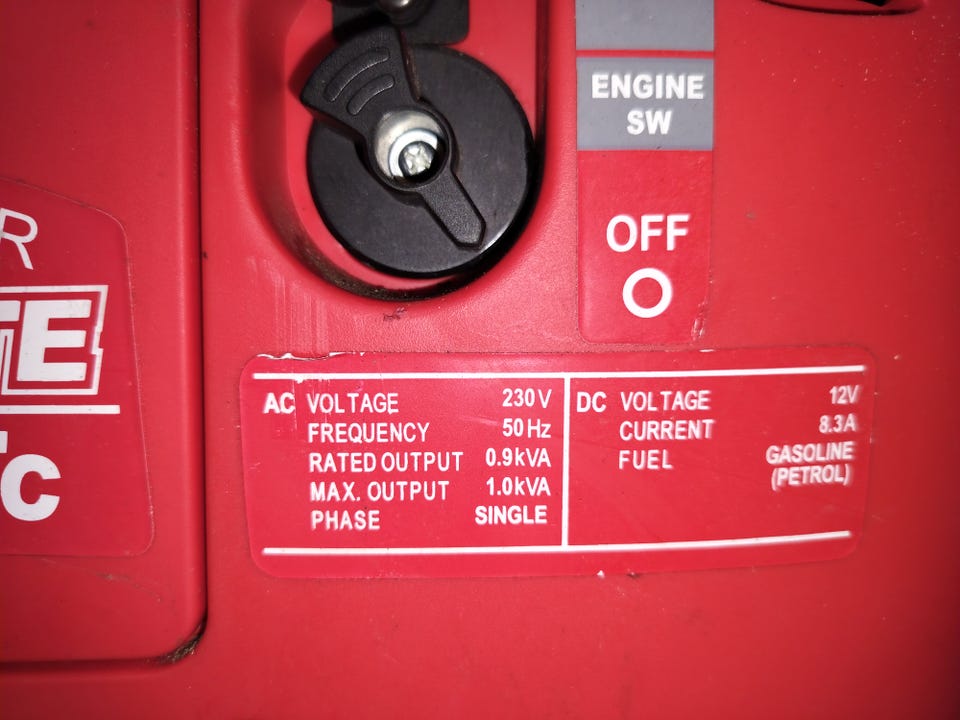 ENGINE
SW
OFF
R
TE
c
AC VOLTAGE 230V
FREQUENCY 50Hz
RATED OUTPUT 0.9kVA
MAX. OUTPUT 1.0kVA
PHASE SINGLE
DC VOLTAGE 12V
CURRENT 8.3A
FUEL GASOLINE
(PETROL)